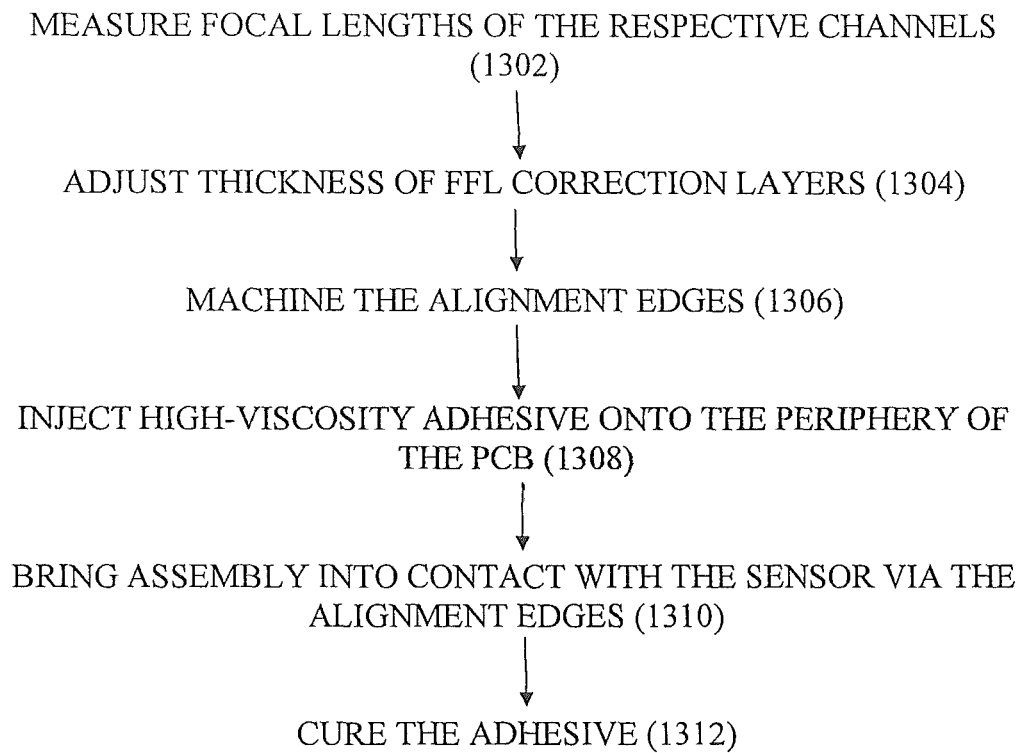 MEASURE FOCAL LENGTHS OF THE RESPECTIVE CHANNELS
(1302)
ADJUST THICKNESS OF FFL CORRECTION LAYERS (1304)
MACHINE THE ALIGNMENT EDGES (1306)
INJECT HIGH-VISCOSITY ADHESIVE ONTO THE PERIPHERY OF
THE PCB (1308)
BRING ASSEMBLY INTO CONTACT WITH THE SENSOR VIA THE
ALIGNMENT EDGES (1310)
CURE THE ADHESIVE (1312)